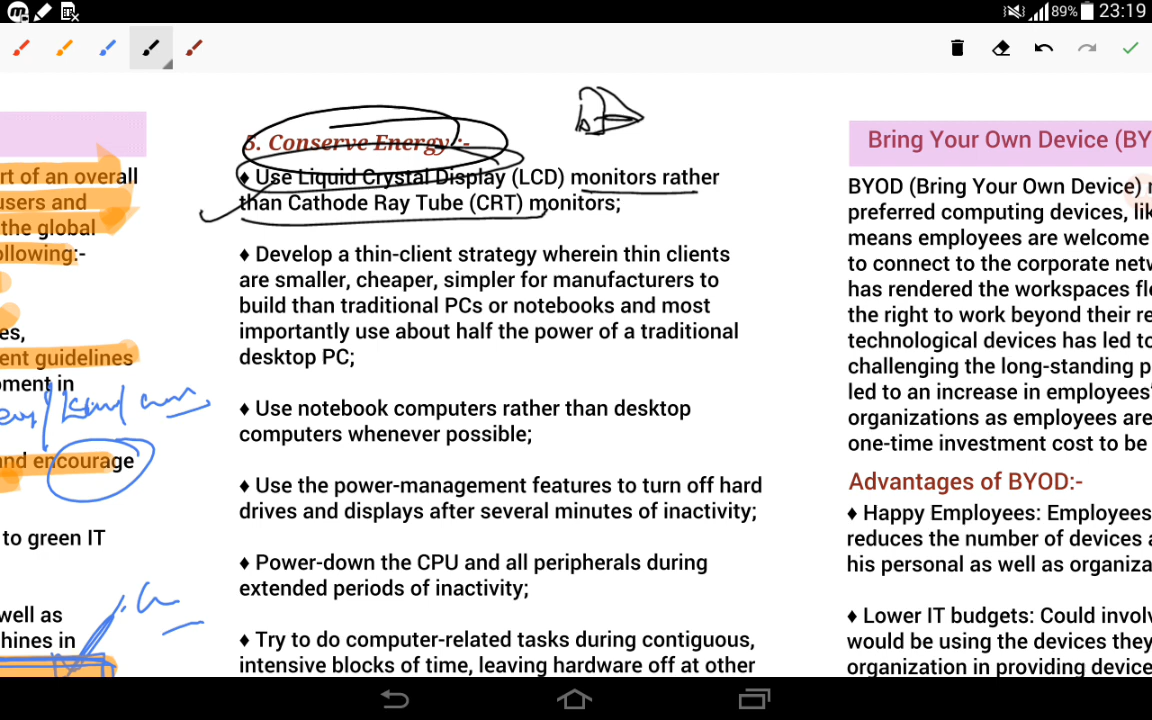 89% 23:19
rt of an overall
users and
the global
llowing:-
es,
ent guidelines
pment in
and encourage
to green IT
well as
hines in
5. Conserve Energy:-
♦ Use Liquid Crystal Display (LCD) monitors rather
than Cathode Ray Tube (CRT) monitors;
♦ Develop a thin-client strategy wherein thin clients
are smaller, cheaper, simpler for manufacturers to
build than traditional PCs or notebooks and most
importantly use about half the power of a traditional
desktop PC;
♦ Use notebook computers rather than desktop
computers whenever possible;
♦ Use the power-management features to turn off hard
drives and displays after several minutes of inactivity;
♦ Power-down the CPU and all peripherals during
extended periods of inactivity;
♦ Try to do computer-related tasks during contiguous,
intensive blocks of time, leaving hardware off at other
Bring Your Own Device (BY
BYOD (Bring Your Own Device)
preferred computing devices, lik
means employees are welcome
to connect to the corporate netw
has rendered the workspaces fle
the right to work beyond their re
technological devices has led to
challenging the long-standing p
led to an increase in employees'
organizations as employees are
one-time investment cost to be
Advantages of BYOD:-
♦ Happy Employees: Employees
reduces the number of devices a
his personal as well as organiza
♦ Lower IT budgets: Could involv
would be using the devices they
organization in providing device